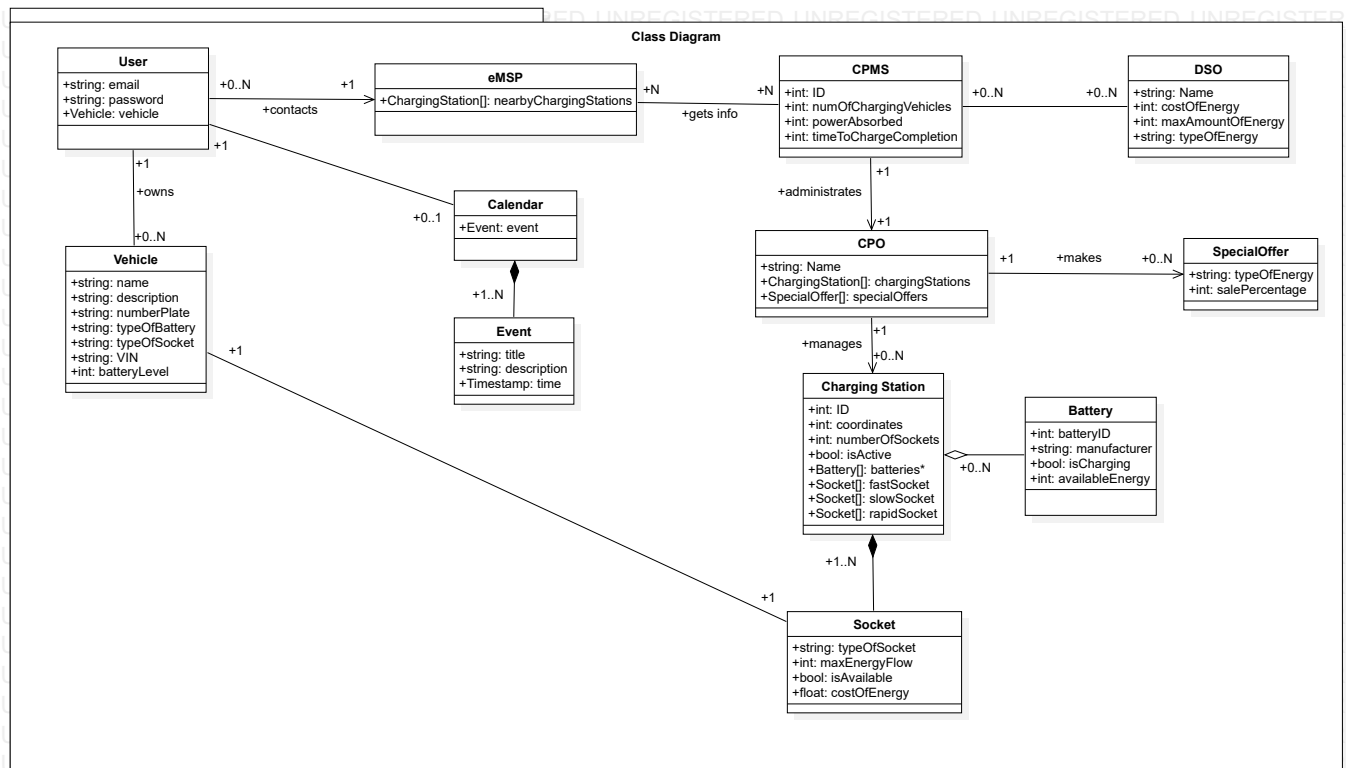 RED UNREGISTERED UNREGISTERED UNREGISTERED UNREGISTER
Class Diagram
User
+string: email
+string: password
+Vehicle: vehicle
+0..N
+1
+contacts
eMSP
+ChargingStation[]: nearbyChargingStations
+N
+N
+gets info
CPMS
+int: ID
+int: numOfChargingVehicles
+int: powerAbsorbed
+int: timeToChargeCompletion
+0..N
+0..N
DSO
+string: Name
+int: costOfEnergy
+int: maxAmountOfEnergy
+string: typeOfEnergy
+1
+owns
+0..N
+1
+0..1
Calendar
+Event: event
+1..N
Event
+string: title
+string: description
+Timestamp: time
+1
+administrates
+1
CPO
+string: Name
+ChargingStation[]: chargingStations
+SpecialOffer[]: specialOffers
+1
+makes
+0..N
SpecialOffer
+string: typeOfEnergy
+int: salePercentage
Vehicle
+string: name
+string: description
+string: numberPlate
+string: typeOfBattery
+string: typeOfSocket
+string: VIN
+int: batteryLevel
+1
+1
+manages
+0..N
Charging Station
+int: ID
+int: coordinates
+int: numberOfSockets
+bool: isActive
+Battery[]: batteries*
+Socket[]: fastSocket
+Socket[]: slowSocket
+Socket[]: rapidSocket
+0..N
Battery
+int: batteryID
+string: manufacturer
+bool: isCharging
+int: availableEnergy
+1..N
+1
Socket
+string: typeOfSocket
+int: maxEnergyFlow
+bool: isAvailable
+float: costOfEnergy